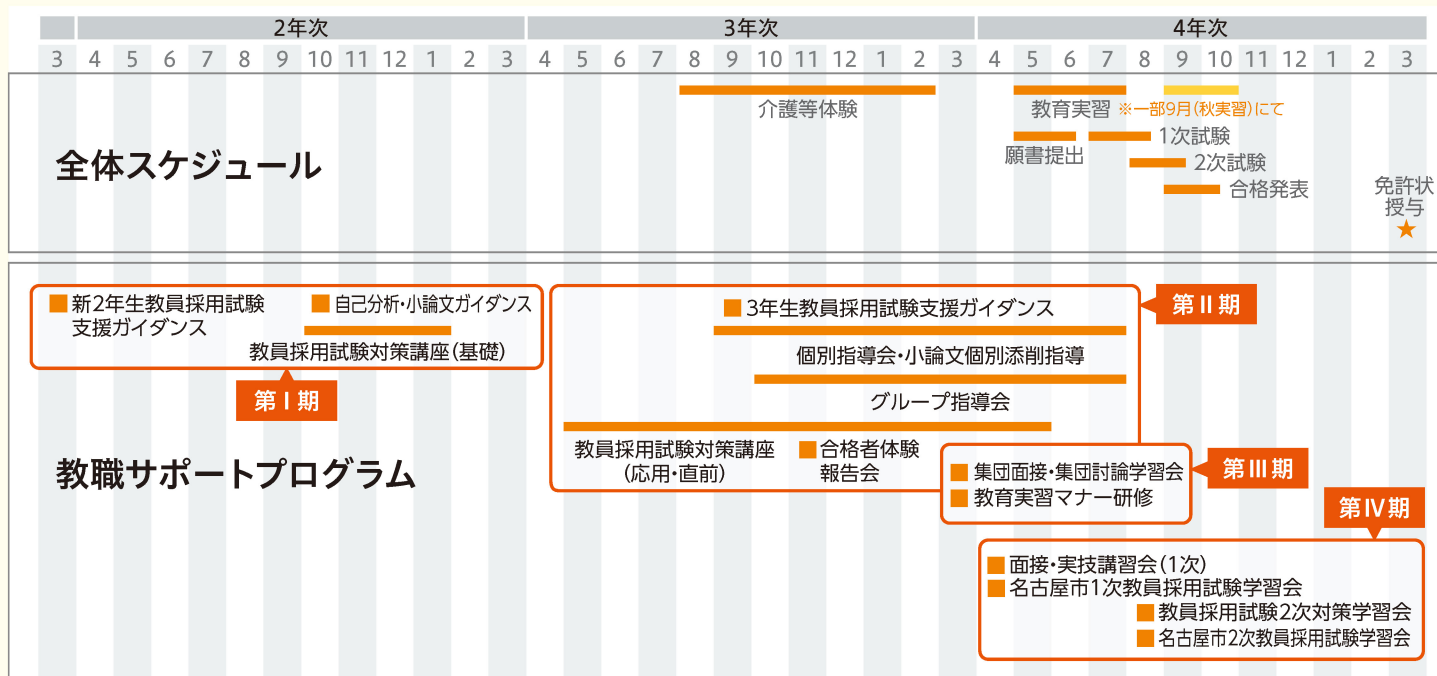 2年次 3年次 4年次
3 4 5 6 7 8 9 10 11 12 1 2 3 4 5 6 7 8 9 10 11 12 2 3 4 5 6 7 8 9 10 11 12 1 2 3
全体スケジュール
介護等体験
教育実習 ※一部9月(秋実習)にて
願書提出
1次試験
2次試験
合格発表
免許状
授与
★
教職サポートプログラム
新2年生教員採用試験
支援ガイダンス
自己分析・小論文ガイダンス
教員採用試験対策講座(基礎)
第Ⅰ期
3年生教員採用試験支援ガイダンス
個別指導会・小論文個別添削指導
グループ指導会
教員採用試験対策講座
(応用・直前)
合格者体験
報告会
第Ⅱ期
集団面接・集団討論学習会
教育実習マナー研修
第Ⅲ期
第Ⅳ期
面接・実技講習会(1次)
名古屋市1次教員採用試験学習会
教員採用試験2次対策学習会
名古屋市2次教員採用試験学習会